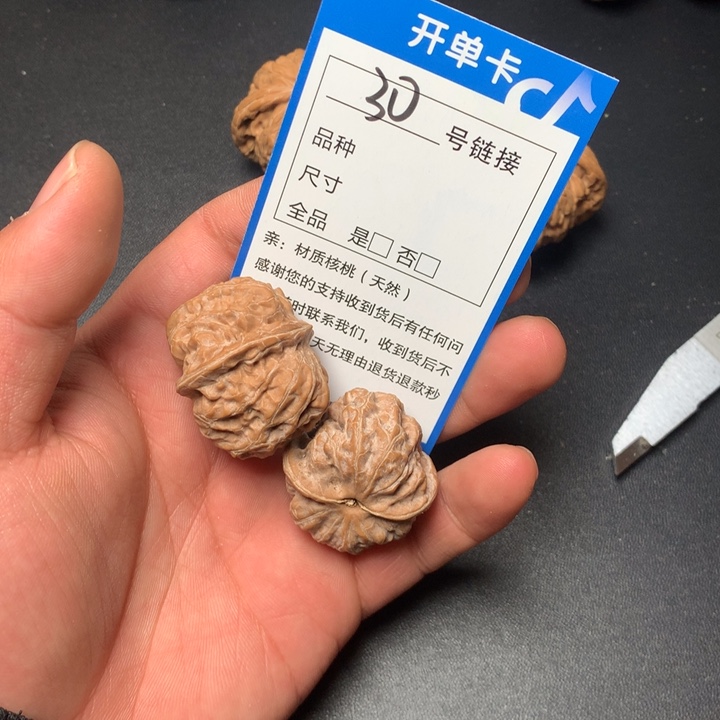 开单卡
30 号链接
品种
尺寸
全品 是□ 否□
亲：材质核桃（天然）
感谢您的支持收到货后有任何问
时联系我们，收到货后不
天无理由退货退款秒